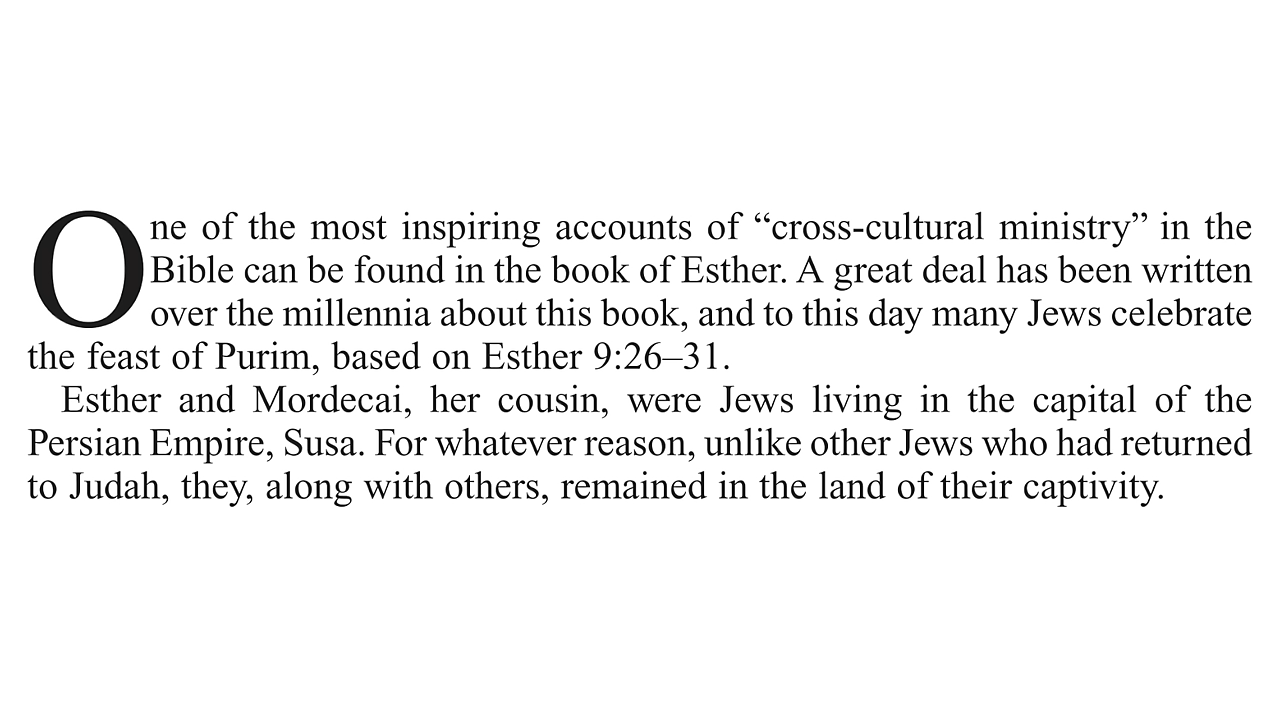 One of the most inspiring accounts of “cross-cultural ministry” in the
Bible can be found in the book of Esther. A great deal has been written
over the millennia about this book, and to this day many Jews celebrate
the feast of Purim, based on Esther 9:26–31.
Esther and Mordecai, her cousin, were Jews living in the capital of the
Persian Empire, Susa. For whatever reason, unlike other Jews who had returned
to Judah, they, along with others, remained in the land of their captivity.